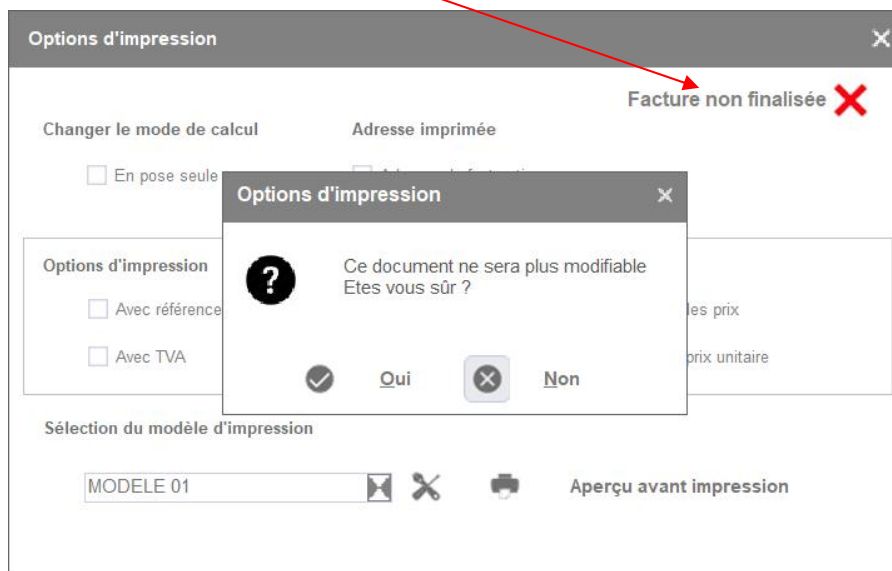 Options d'impression
Facture non finalisée
Changer le mode de calcul
Adresse imprimée
En pose seule
Options d'impression
Ce document ne sera plus modifiable
Etes vous sûr ?
Oui
Non
Options d'impression
Avec référence
prix
Avec TVA
prix unitaire
Sélection du modèle d'impression
MODELE 01
Aperçu avant impression